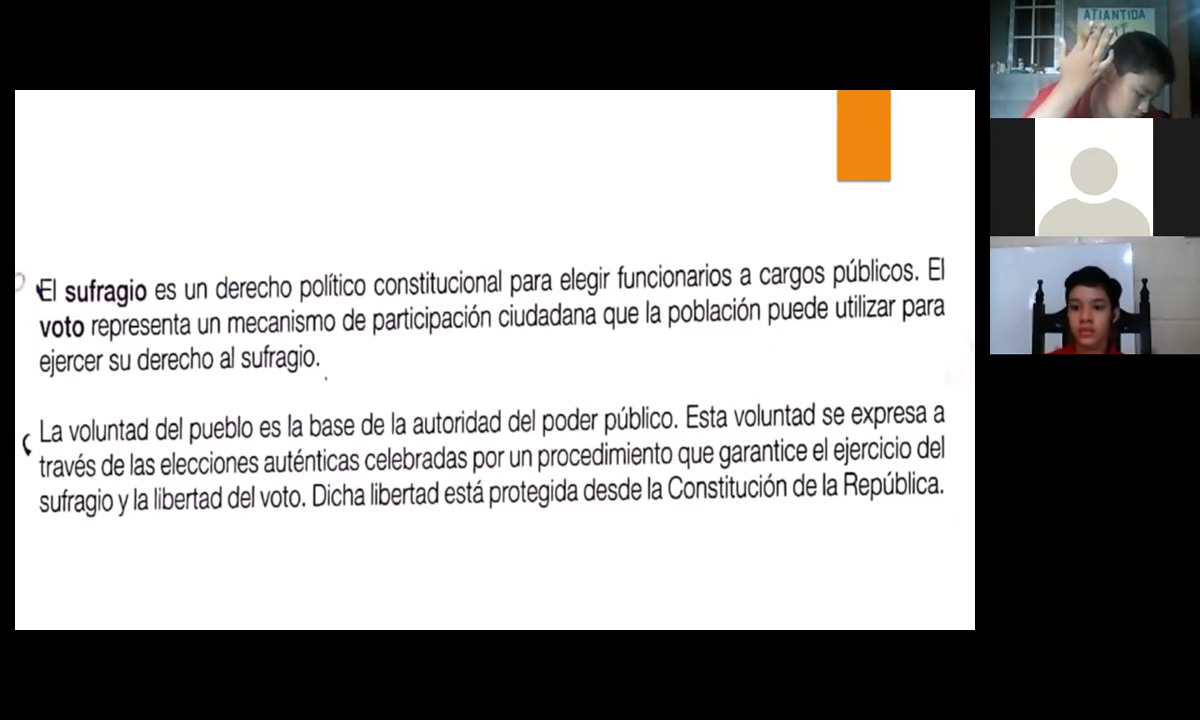 ATLANTIDA
El sufragio es un derecho político constitucional para elegir funcionarios a cargos públicos. El
voto representa un mecanismo de participación ciudadana que la población puede utilizar para
ejercer su derecho al sufragio.
La voluntad del pueblo es la base de la autoridad del poder público. Esta voluntad se expresa a
través de las elecciones auténticas celebradas por un procedimiento que garantice el ejercicio del
sufragio y la libertad del voto. Dicha libertad está protegida desde la Constitución de la República.